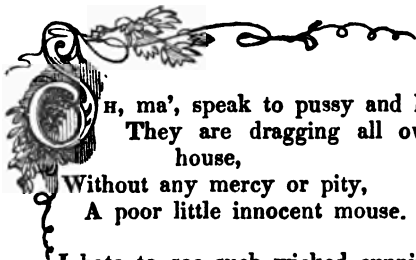 OH, ma', speak to pussy and
They are dragging all
house,
Without any mercy or pity,
A poor little innocent mouse.